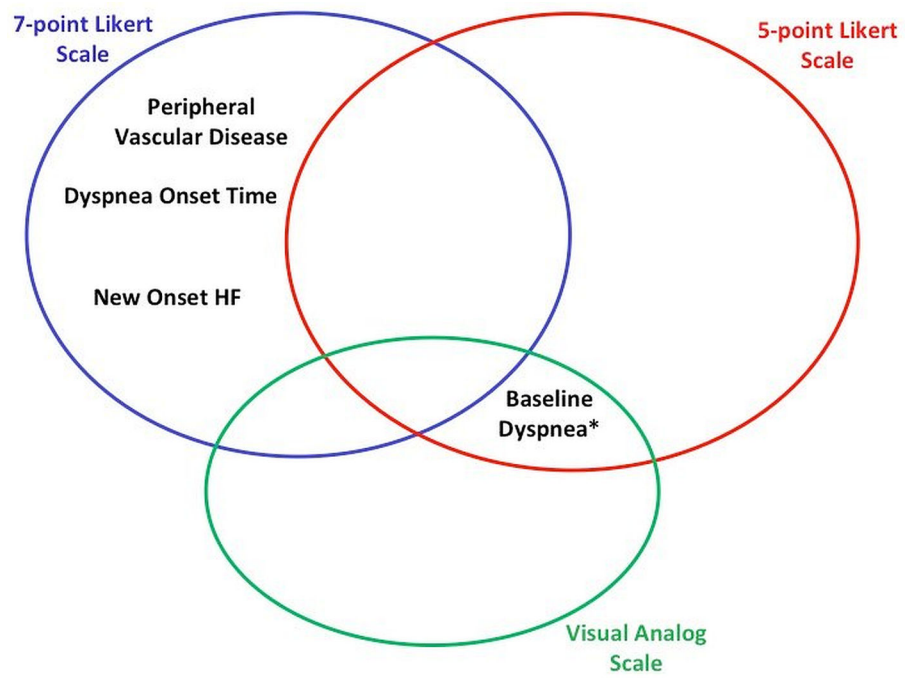 7-point Likert
Scale
5-point Likert
Scale
Peripheral
Vascular Disease
Dyspnea Onset Time
New Onset HF
Baseline
Dyspnea*
Visual Analog
Scale